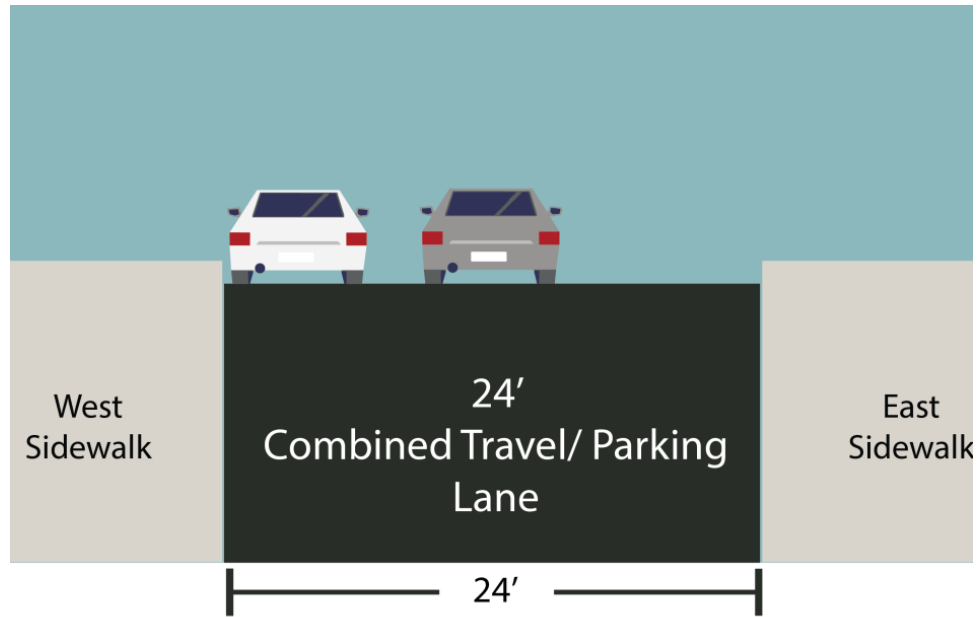 24’
Combined Travel/ Parking
Lane
West
Sidewalk
East
Sidewalk
24’